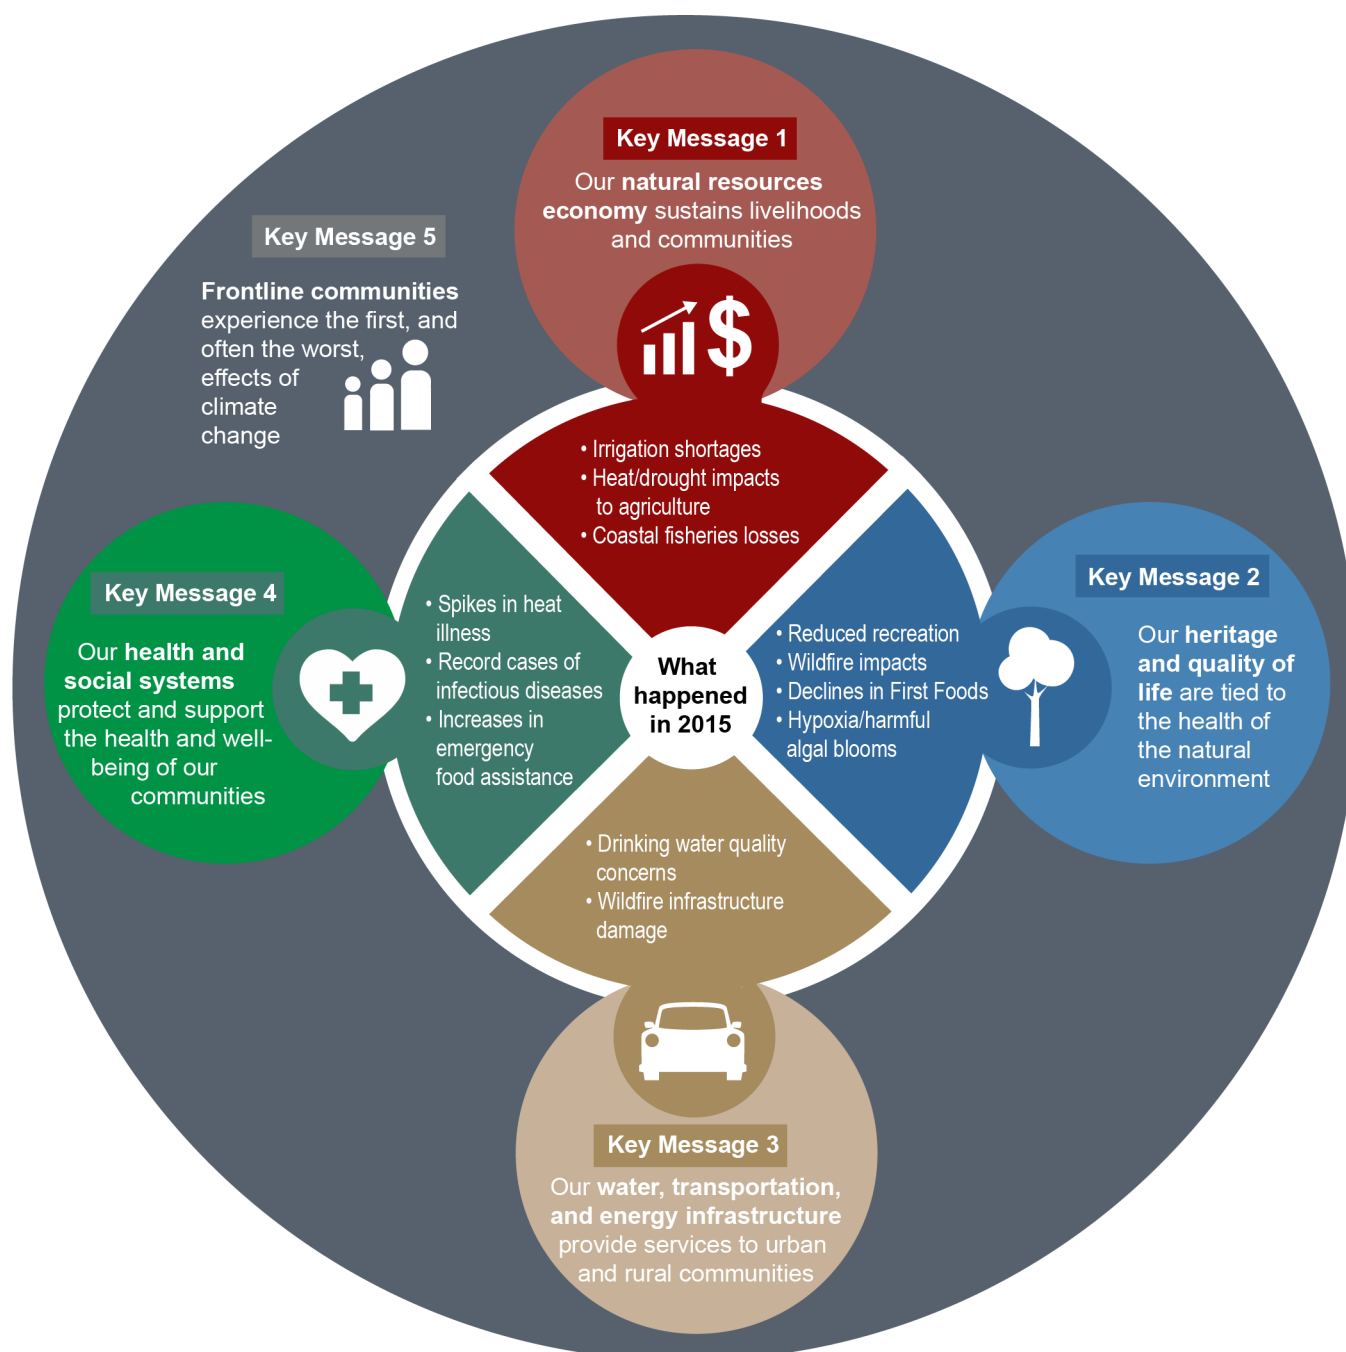 Key Message 1
Our natural resources
economy sustains livelihoods
and communities
$
• Irrigation shortages
• Heat/drought impacts
to agriculture
• Coastal fisheries losses
Key Message 5
Frontline communities
experience the first, and
often the worst,
effects of
climate
change
Key Message 4
Our health and
social systems
protect and support
the health and well-
being of our
communities
• Spikes in heat
illness
• Record cases of
infectious diseases
• Increases in
emergency
food assistance
What
happened
in 2015
• Reduced recreation
• Wildfire impacts
• Declines in First Foods
• Hypoxia/harmful
algal blooms
Key Message 2
Our heritage
and quality of
life are tied to
the health of
the natural
environment
• Drinking water quality
concerns
• Wildfire infrastructure
damage
Key Message 3
Our water, transportation,
and energy infrastructure
provide services to urban
and rural communities